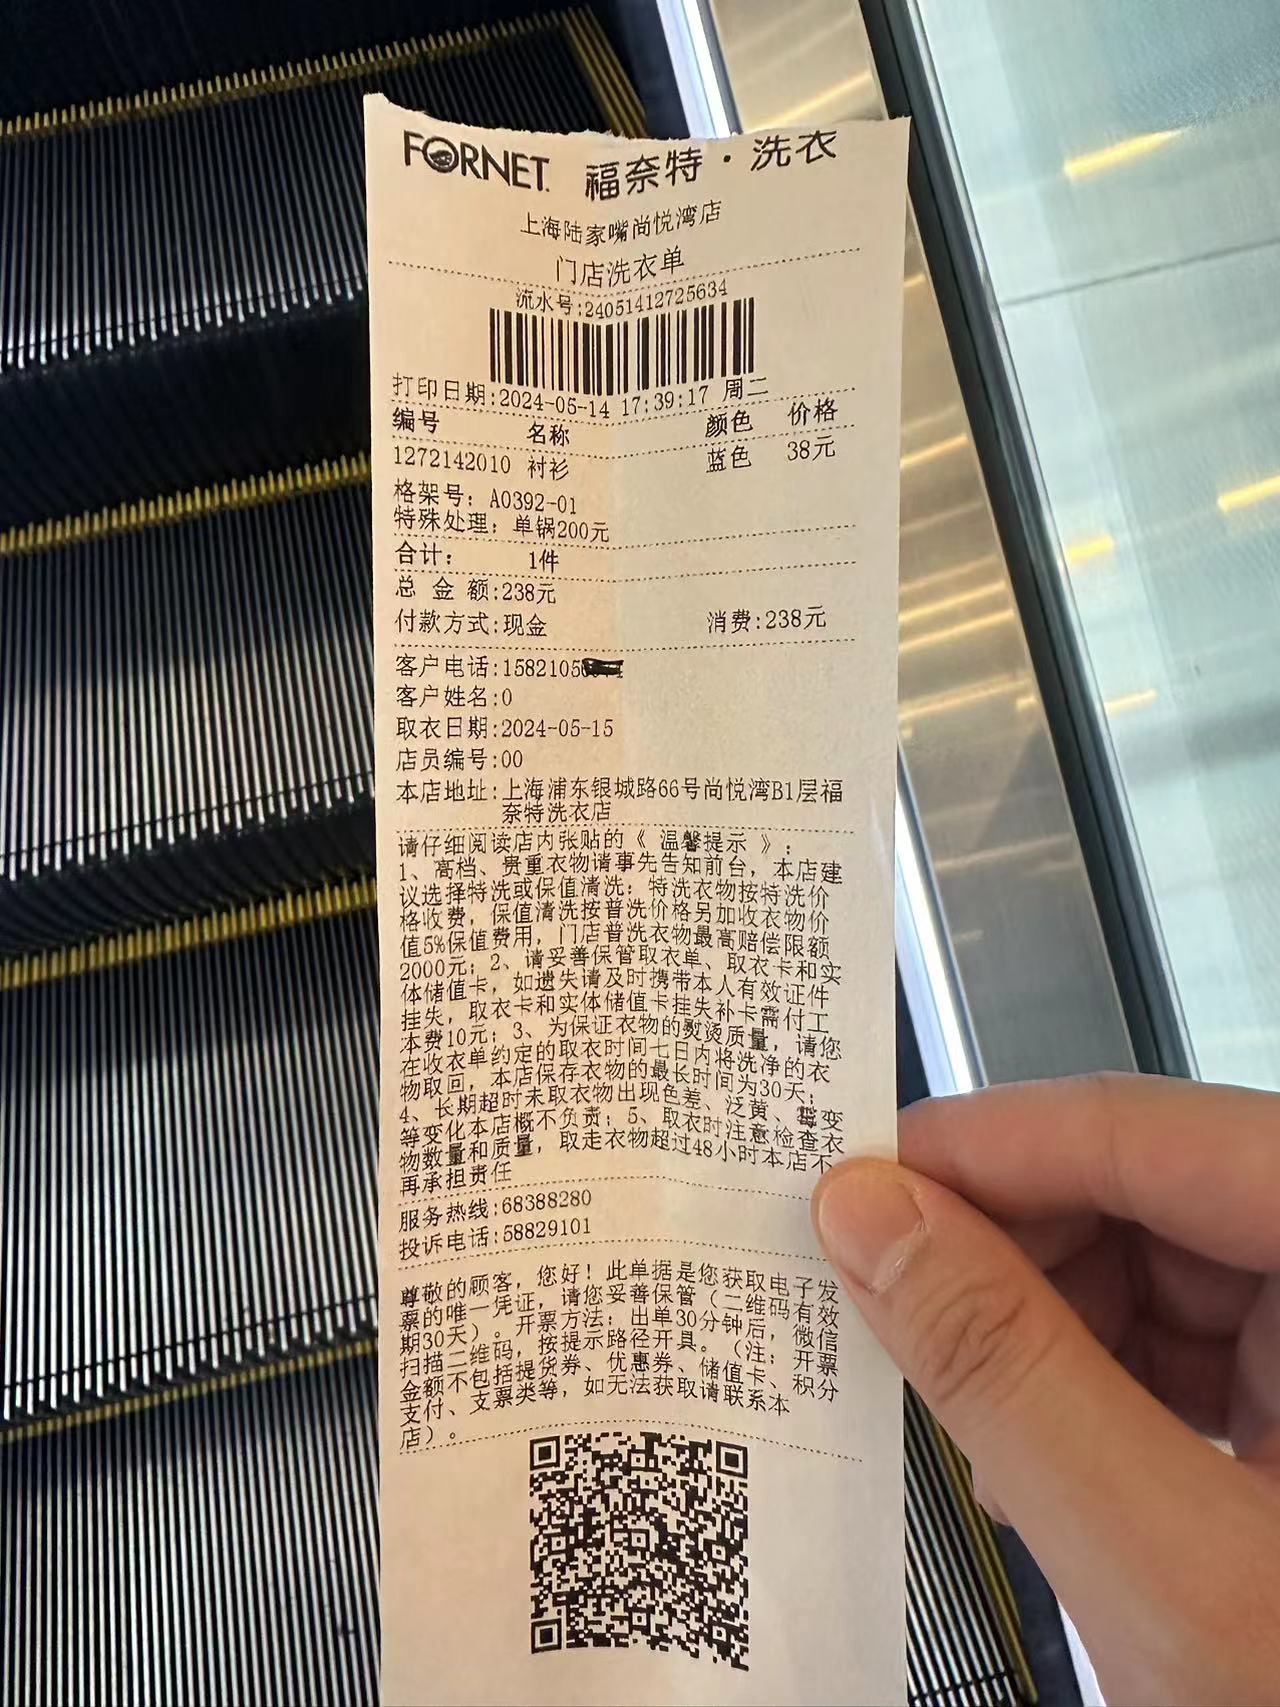 FORNET. 福奈特·洗衣
上海陆家嘴尚悦湾店
门店洗衣单
流水号:24051412725634
打印日期:2024-05-14 17:39:17 周二
编号 名称 颜色 价格
1272142010 衬衫 蓝色 38元
格架号: A0392-01
特殊处理: 单锅200元
合计: 1件
总 金 额:238元
付款方式:现金 消费:238元
客户电话:1582105
客户姓名:0
取衣日期:2024-05-15
店员编号:00
本店地址:上海浦东银城路66号尚悦湾B1层福
奈特洗衣店
请仔细阅读店内张贴的《 温馨提示 》;
1、高档、贵重衣物请事先告知前台,本店建
议选择特洗或保值清洗: 特洗衣物按特洗价
格收费, 保值清洗按普洗价格另加收衣物价
值5%保值费用, 门店普洗衣物最高赔偿限额
2000元; 2、请妥善保管取衣单、取衣卡和实
体储值卡, 如遗失请及时携带本人有效证件
挂失, 取衣卡和实体储值卡挂失补卡需付工
本费10元; 3、为保证衣物的熨烫质量, 请您
在收衣单约定的取衣时间七日内将洗净的衣
物取回, 本店保存衣物的最长时间为30天;
4、长期超时未取衣物出现色差、泛黄、霉变
等变化本店概不负责; 5、取衣时注意检查衣
物数量和质量, 取走衣物超过48小时本店不
再承担责任
服务热线:68388280
投诉电话:58829101
尊敬的顾客, 您好! 此单据是您获取电子发
票的唯一凭证, 请您妥善保管 (二维码有效
期30天)。开票方法: 出单30分钟后, 微信
扫描二维码, 按提示路径开具。(注: 开票
金额不包括提货券、优惠券、储值卡、积分
支付、支票类等, 如无法获取请联系本
店)。